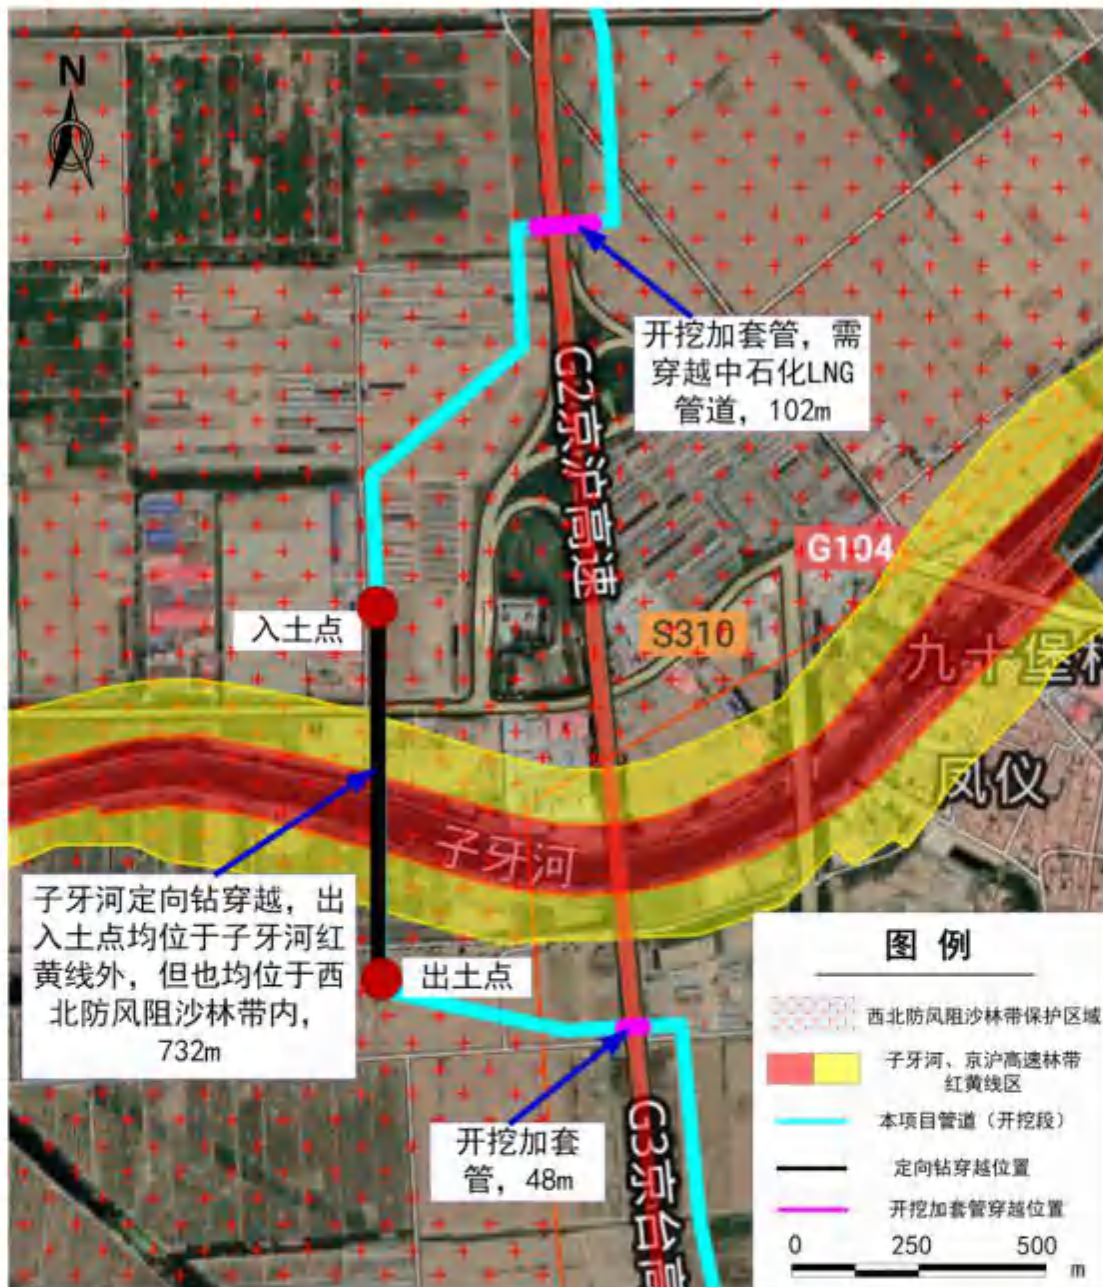 N
开挖加套管，需
穿越中石化LNG
管道，102m
G2京沪高速
G104
入土点
S310
九十堡村
凤仪
子牙河
子牙河定向钻穿越，出
入土点均位于子牙河红
黄线外，但也均位于西
北防风阻沙林带内，
732m
出土点
开挖加套
管，48m
G3京台高
图 例
西北防风阻沙林带保护区域
子牙河、京沪高速林带
红黄线区
本项目管道（开挖段）
定向钻穿越位置
开挖加套管穿越位置
0 250 500
m